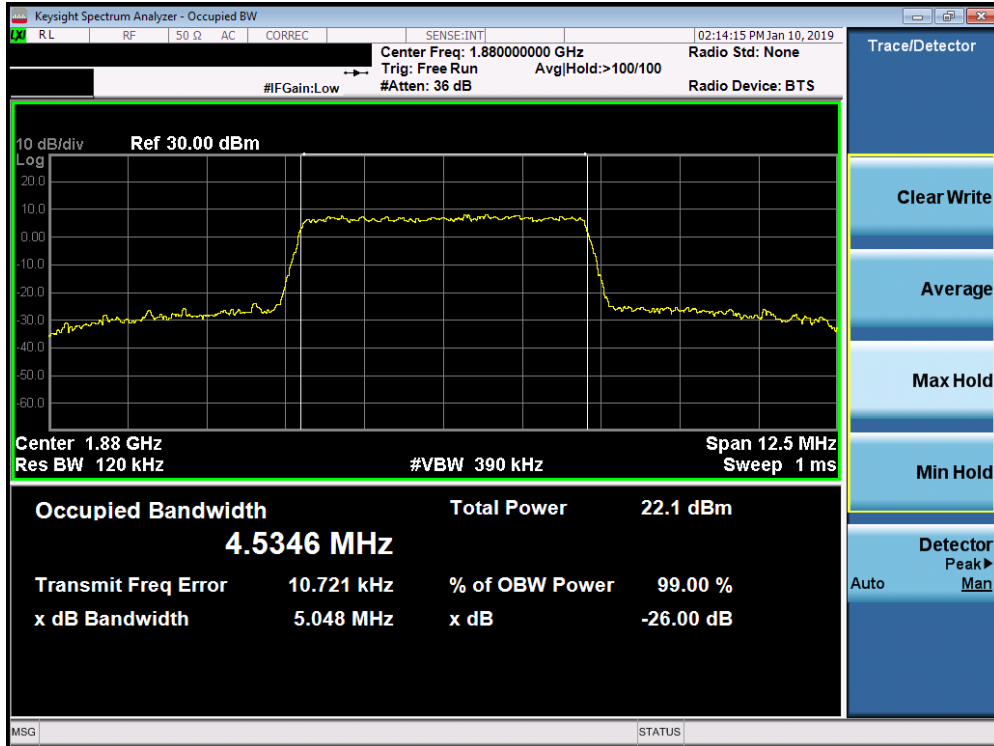 Keysight Spectrum Analyzer - Occupied BW
LXI RL RF 50 Ω AC CORREC SENSE:INT 02:14:15 PM Jan 10, 2019
Center Freq: 1.880000000 GHz Radio Std: None
Trig: Free Run Avg|Hold:>100/100
#IFGain:Low #Atten: 36 dB Radio Device: BTS
10 dB/div Ref 30.00 dBm
Log
20.0
10.0
0.00
-10.0
-20.0
-30.0
-40.0
-50.0
-60.0
Center 1.88 GHz Span 12.5 MHz
Res BW 120 kHz #VBW 390 kHz Sweep 1 ms
Occupied Bandwidth Total Power 22.1 dBm
4.5346 MHz
Transmit Freq Error 10.721 kHz % of OBW Power 99.00 %
x dB Bandwidth 5.048 MHz x dB -26.00 dB
MSG STATUS
Trace/Detector
Clear Write
Average
Max Hold
Min Hold
Detector
Peak▶
Auto Man